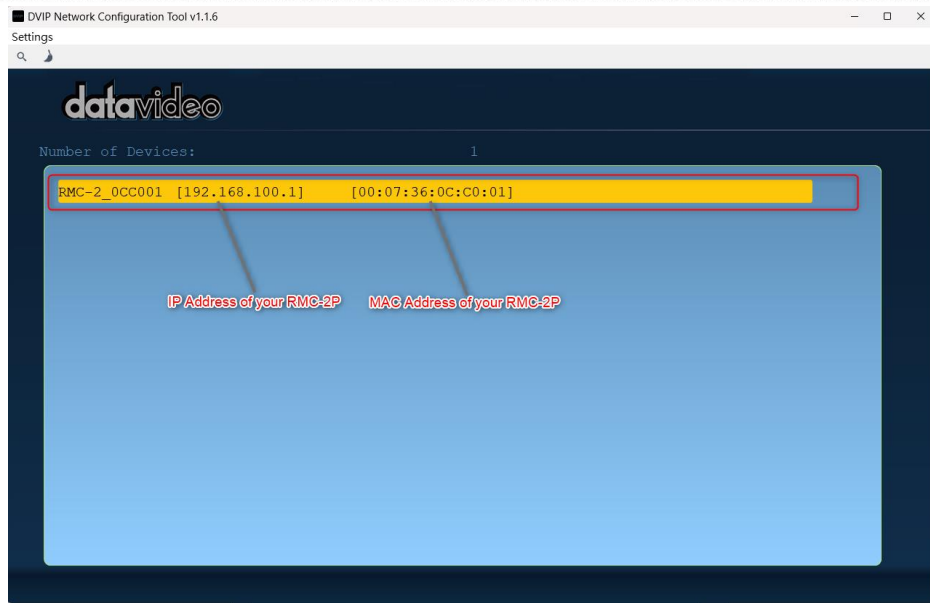 DVIP Network Configuration Tool v1.1.6
Settings
datavideo
Number of Devices: 1
RMC-2_0CC001 [192.168.100.1] [00:07:36:0C:C0:01]
IP Address of your RMC-2P MAC Address of your RMC-2P